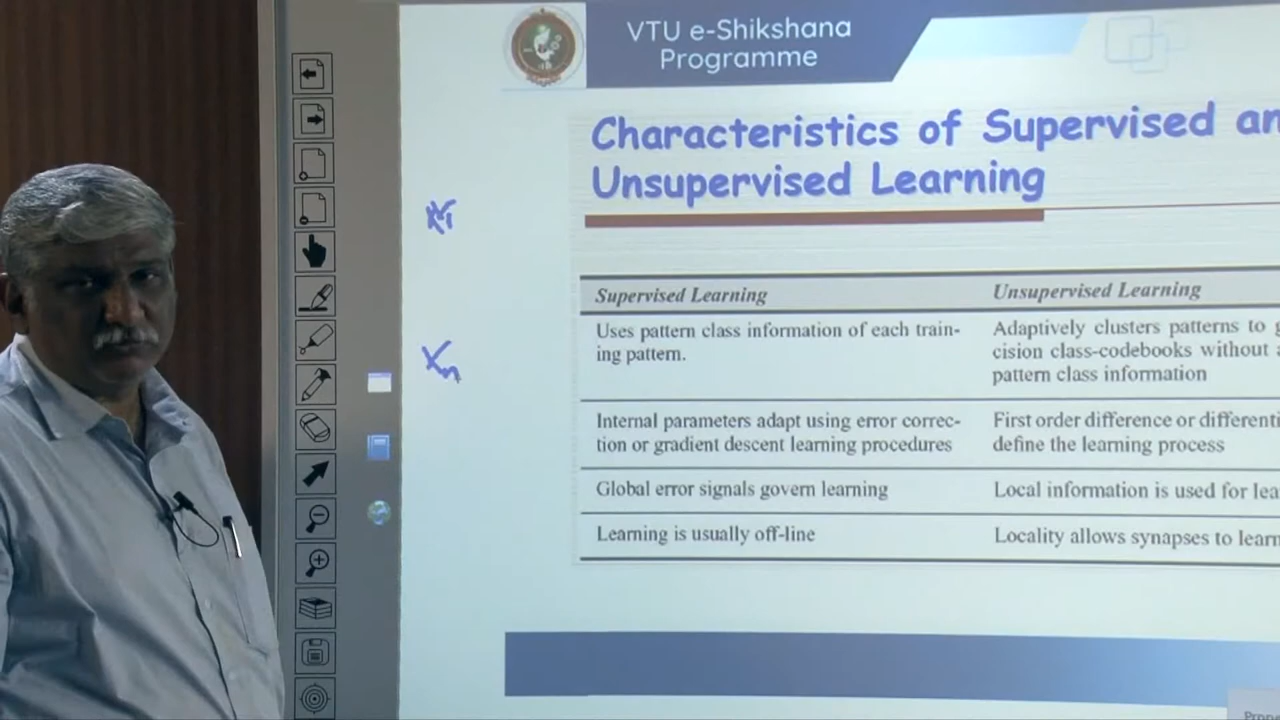 VTU e-Shikshana
Programme
Characteristics of Supervised an
Unsupervised Learning
Supervised Learning
Unsupervised Learning
Uses pattern class information of each train-
ing pattern.
Adaptively clusters patterns to g
cision class-codebooks without a
pattern class information
Internal parameters adapt using error correc-
tion or gradient descent learning procedures
First order difference or differenti
define the learning process
Global error signals govern learning
Local information is used for lea
Learning is usually off-line
Locality allows synapses to learn
Xn